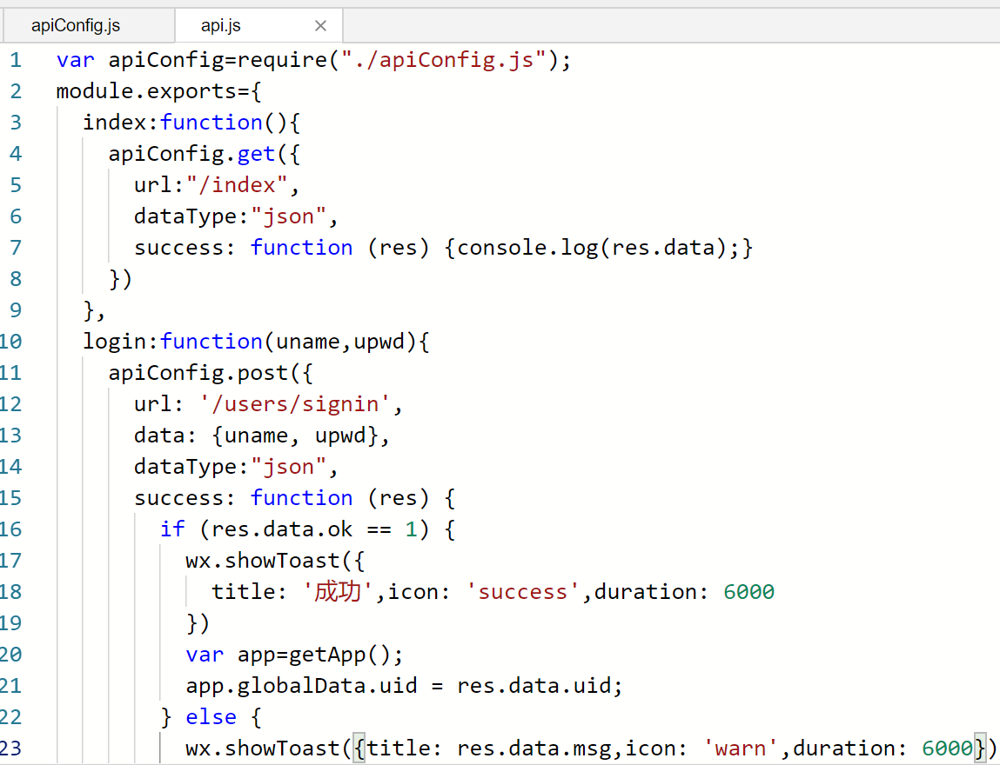 apiConfig.js api.js ×
1 var apiConfig=require("./apiConfig.js");
2 module.exports={
3 index:function(){
4 apiConfig.get({
5 url:"/index",
6 dataType:"json",
7 success: function (res) {console.log(res.data);}
8 })
9 },
10 login:function(uname,upwd){
11 apiConfig.post({
12 url: '/users/signin',
13 data: {uname, upwd},
14 dataType:"json",
15 success: function (res) {
16 if (res.data.ok == 1) {
17 wx.showToast({
18 title: '成功',icon: 'success',duration: 6000
19 })
20 var app=getApp();
21 app.globalData.uid = res.data.uid;
22 } else {
23 wx.showToast({title: res.data.msg,icon: 'warn',duration: 6000})